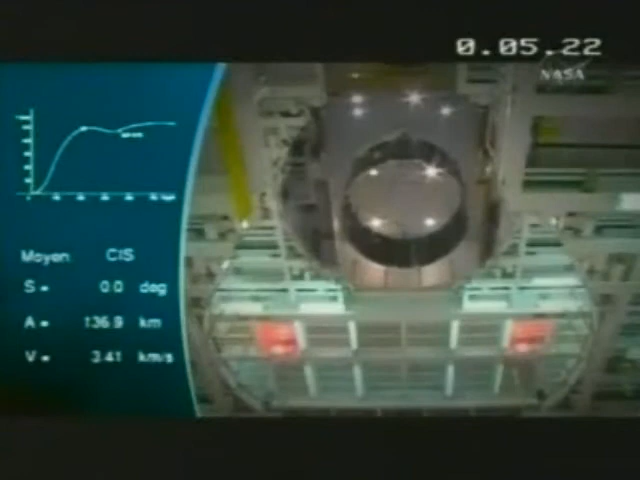 0.05.22
NASA
Moyen CIS
S = 0.0 deg
A = 136.9 km
V = 3.41 km/s